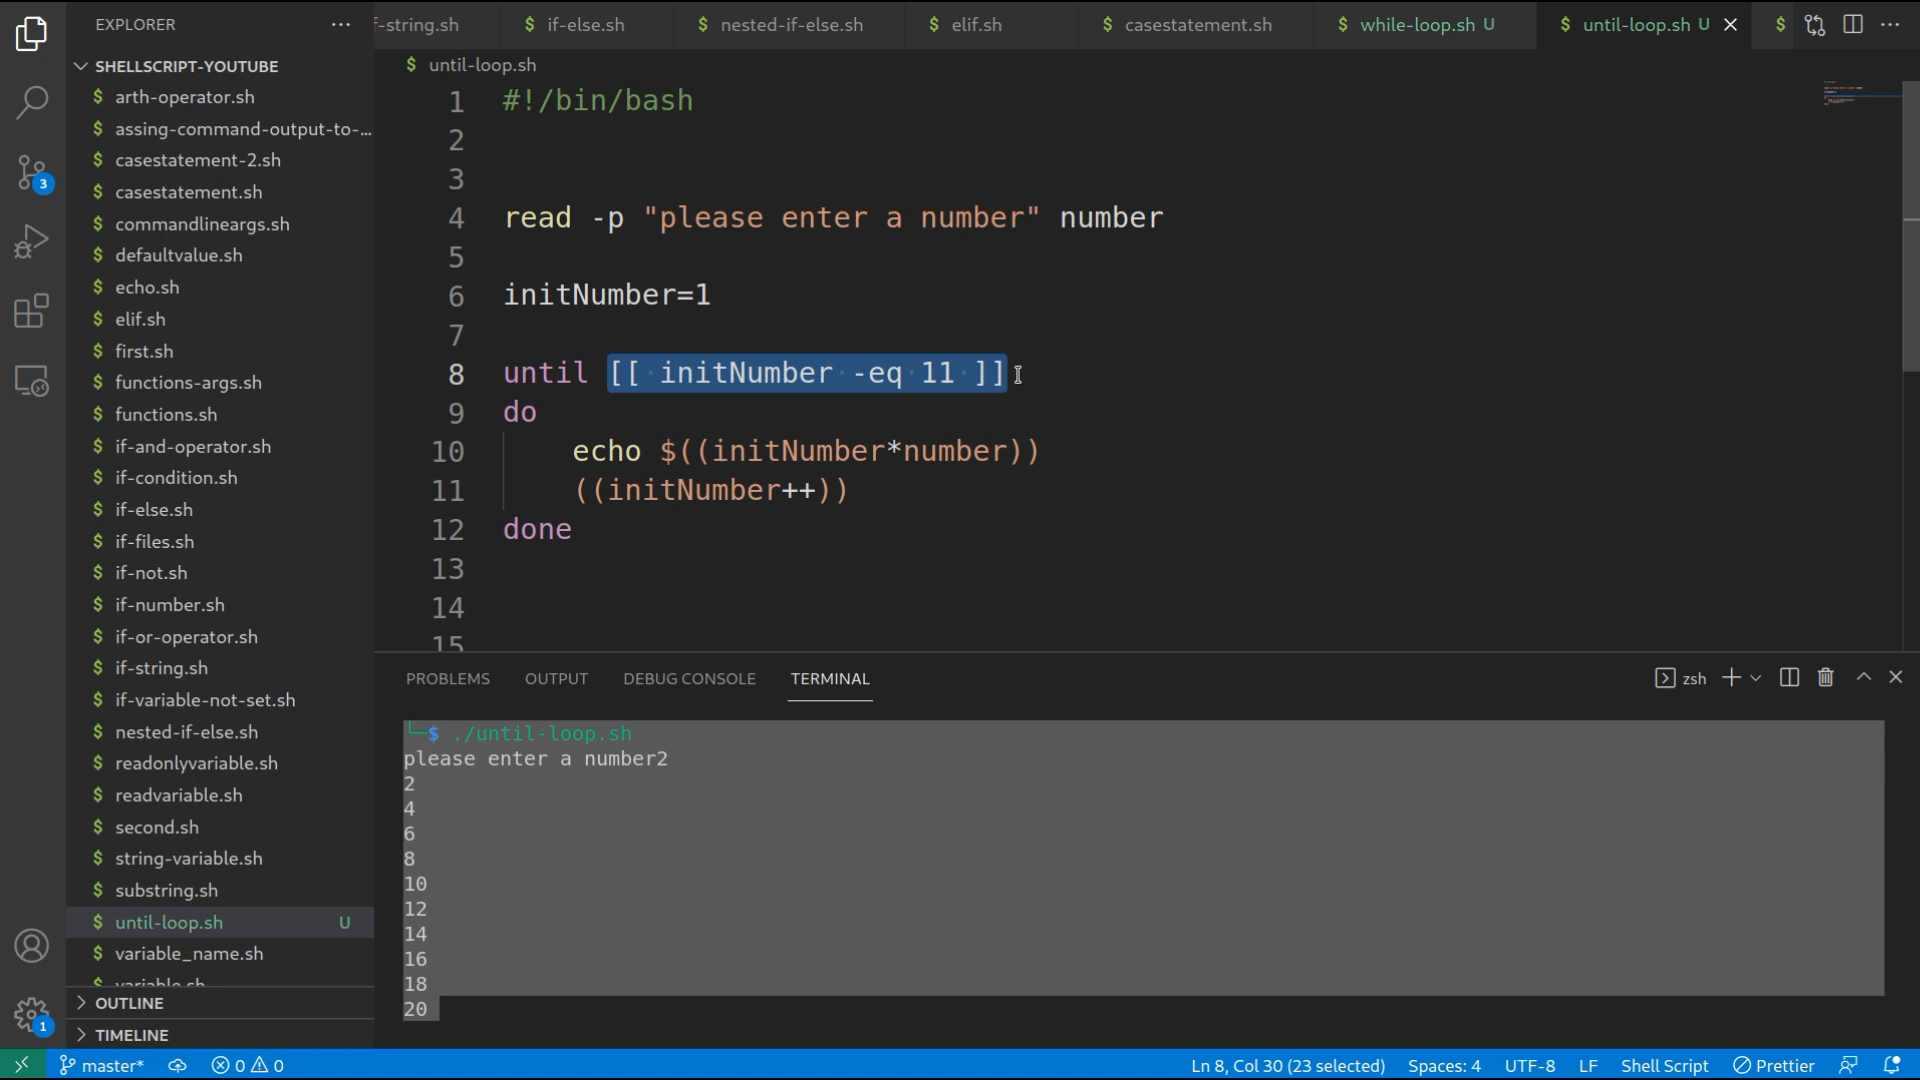 EXPLORER
SHELLSCRIPT-YOUTUBE
$ arth-operator.sh
$ assing-command-output-to-...
$ casestatement-2.sh
$ casestatement.sh
$ commandlineargs.sh
$ defaultvalue.sh
$ echo.sh
$ elif.sh
$ first.sh
$ functions-args.sh
$ functions.sh
$ if-and-operator.sh
$ if-condition.sh
$ if-else.sh
$ if-files.sh
$ if-not.sh
$ if-number.sh
$ if-or-operator.sh
$ if-string.sh
$ if-variable-not-set.sh
$ nested-if-else.sh
$ readonlyvariable.sh
$ readvariable.sh
$ second.sh
$ string-variable.sh
$ substring.sh
$ until-loop.sh U
$ variable_name.sh
$ variable.sh
OUTLINE
TIMELINE
3
1
f-string.sh $ if-else.sh $ nested-if-else.sh $ elif.sh $ casestatement.sh $ while-loop.sh U $ until-loop.sh U $
$ until-loop.sh
1 #!/bin/bash
2
3
4 read -p "please enter a number" number
5
6 initNumber=1
7
8 until [[ initNumber -eq 11 ]]
9 do
10 echo $((initNumber*number))
11 ((initNumber++))
12 done
13
14
15
PROBLEMS OUTPUT DEBUG CONSOLE TERMINAL zsh
└─$ ./until-loop.sh
please enter a number2
2
4
6
8
10
12
14
16
18
20
master* 0 0 Ln 8, Col 30 (23 selected) Spaces: 4 UTF-8 LF Shell Script Prettier